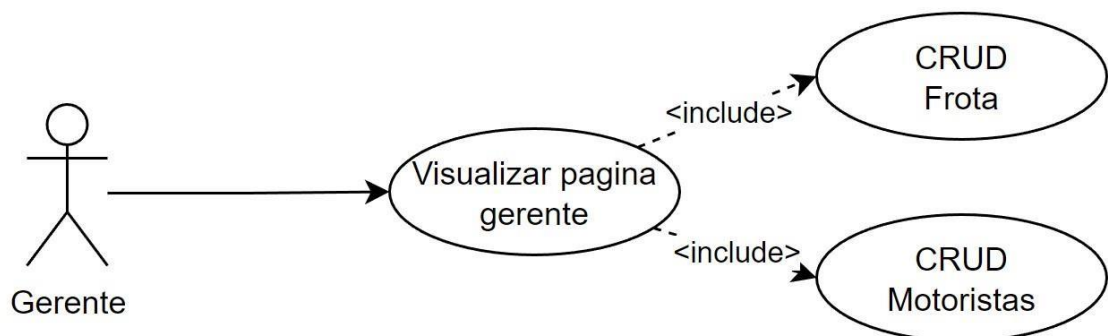 CRUD
Frota
<include>
Visualizar pagina
gerente
<include>
CRUD
Motoristas
Gerente